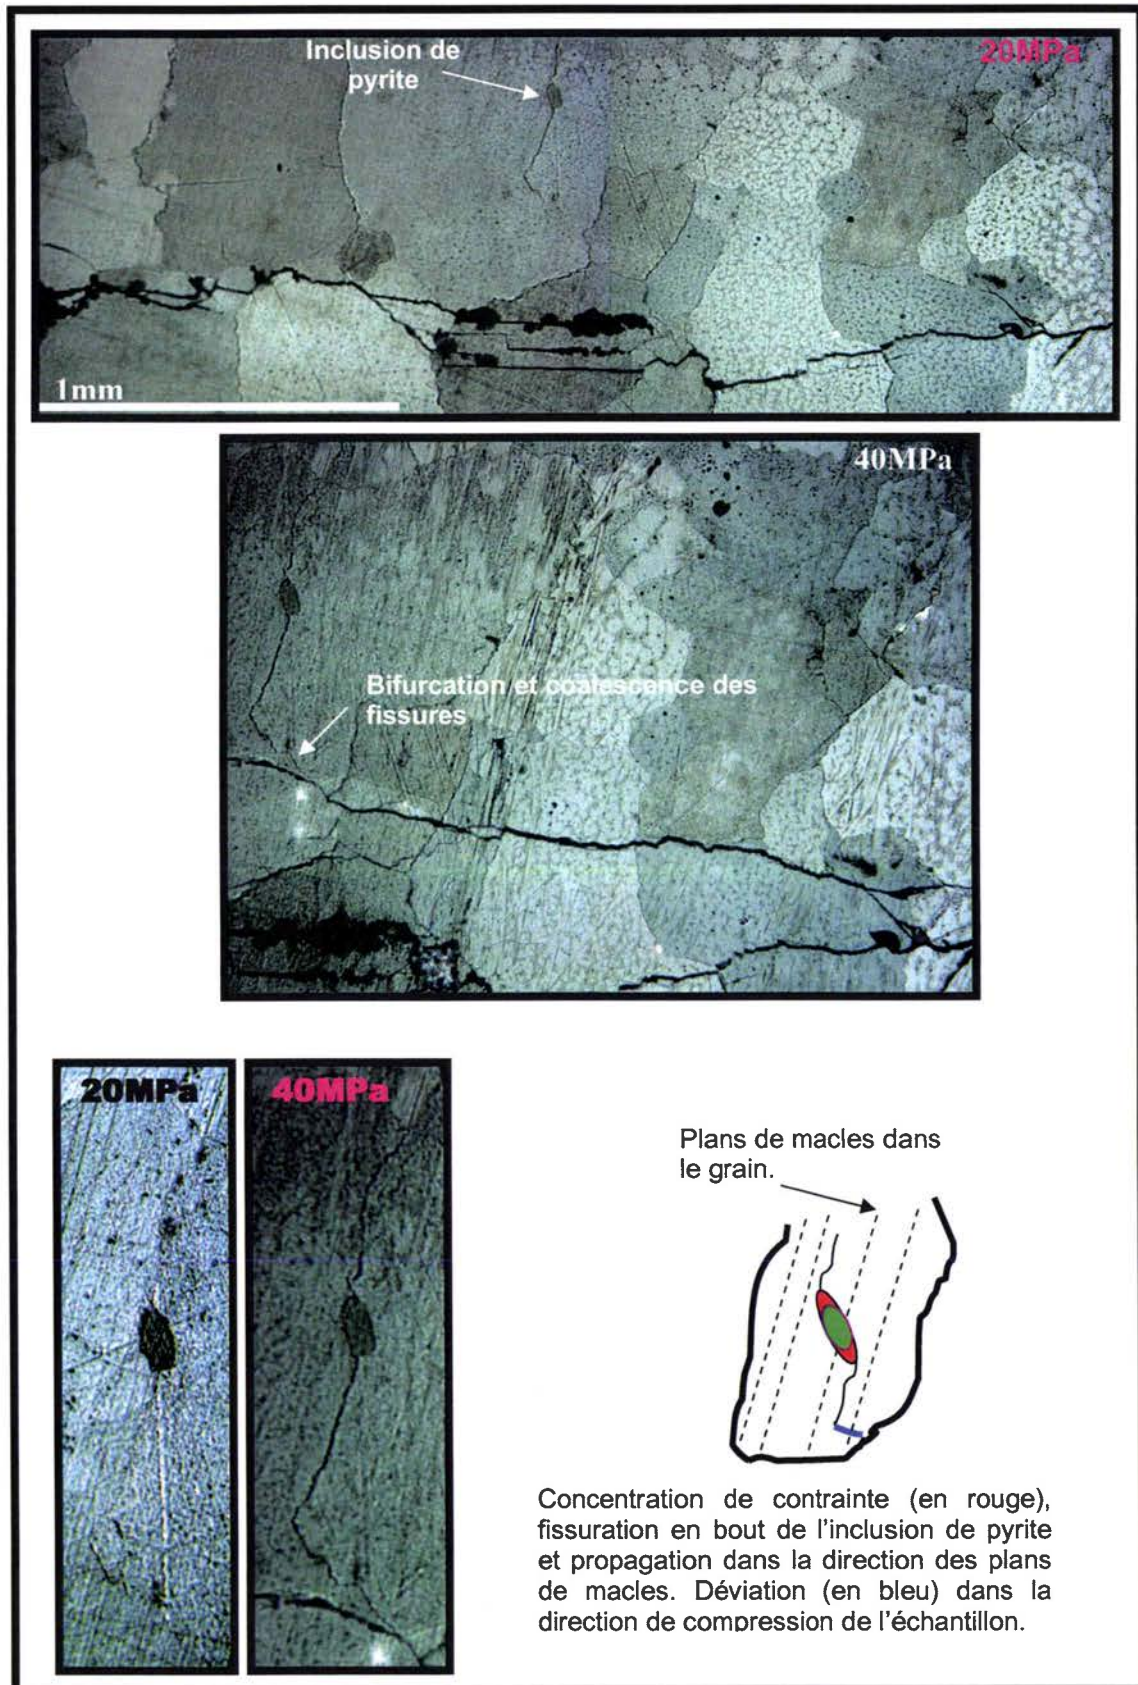 Inclusion de
pyrite
20MPa
1mm
40MPa
Bifurcation et coalescence des
fissures
20MPa
40MPa
Plans de macles dans
le grain.
Concentration de contrainte (en rouge),
fissuration en bout de l'inclusion de pyrite
et propagation dans la direction des plans
de macles. Déviation (en bleu) dans la
direction de compression de l'échantillon.